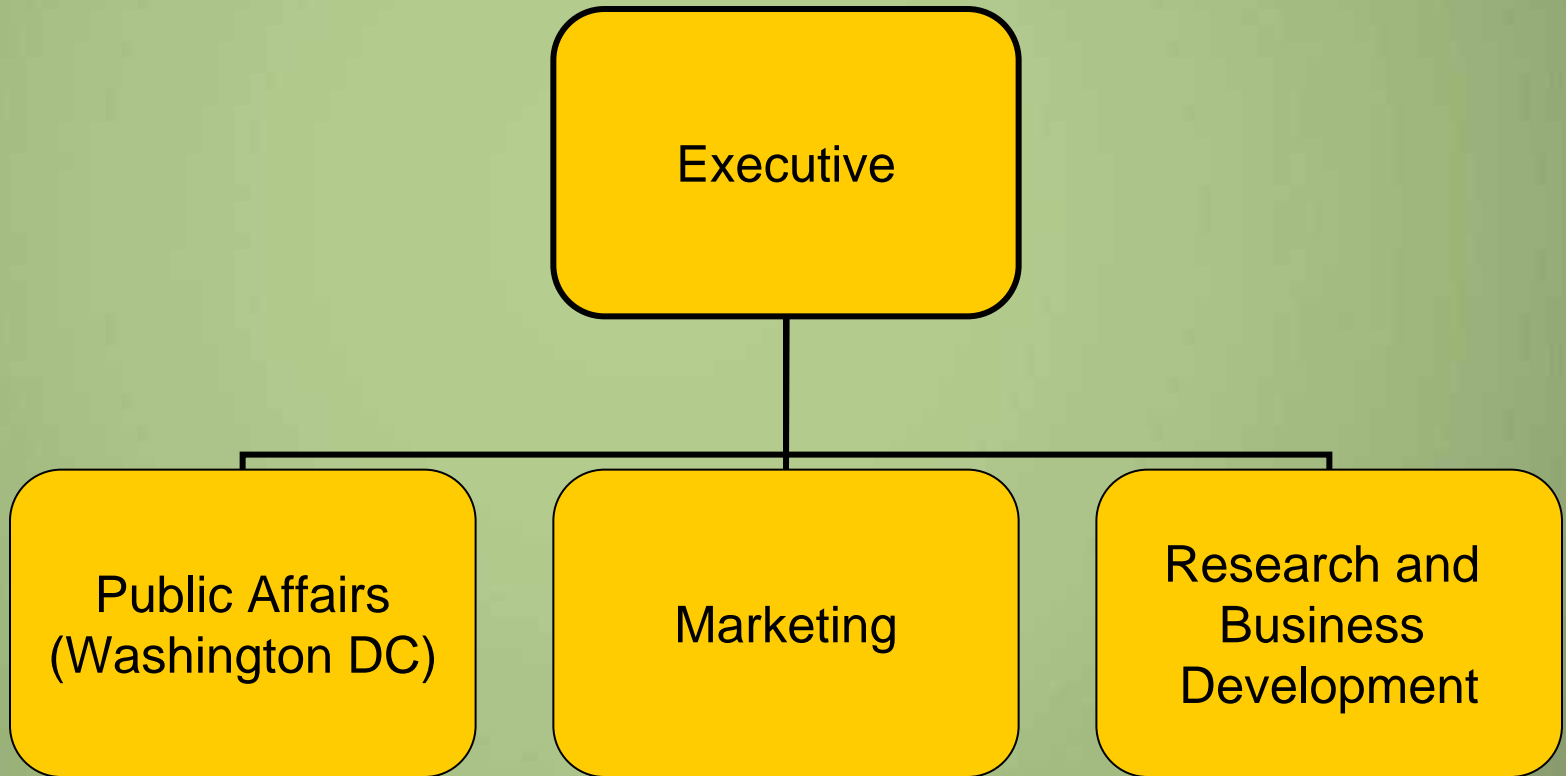 Executive
Public Affairs
(Washington DC)
Marketing
Research and
Business
Development